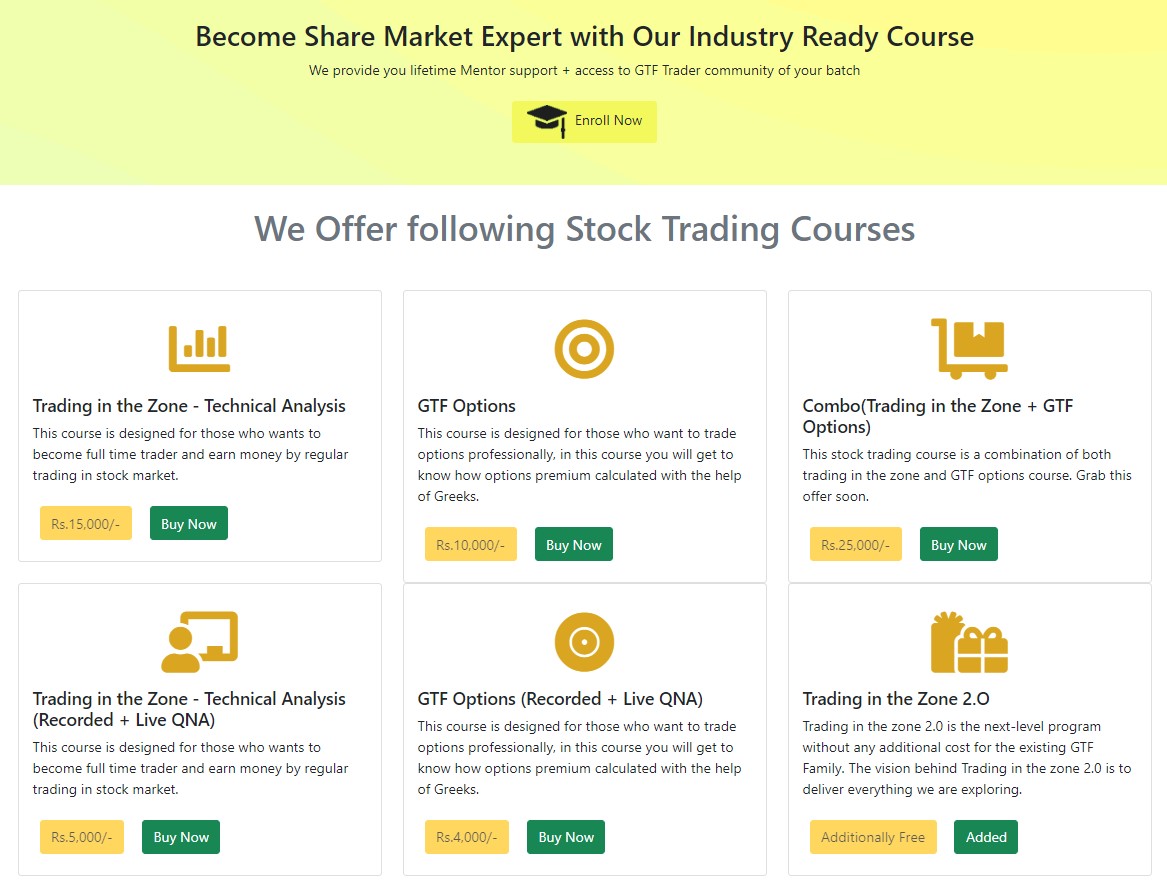 Become Share Market Expert with Our Industry Ready Course
We provide you lifetime Mentor support + access to GTF Trader community of your batch
Enroll Now
We Offer following Stock Trading Courses
Trading in the Zone - Technical Analysis
This course is designed for those who wants to
become full time trader and earn money by regular
trading in stock market.
Rs.15,000/-
Buy Now
GTF Options
This course is designed for those who want to trade
options professionally, in this course you will get to
know how options premium calculated with the help
of Greeks.
Rs.10,000/-
Buy Now
Combo(Trading in the Zone + GTF
Options)
This stock trading course is a combination of both
trading in the zone and GTF options course. Grab this
offer soon.
Rs.25,000/-
Buy Now
Trading in the Zone - Technical Analysis
(Recorded + Live QNA)
This course is designed for those who wants to
become full time trader and earn money by regular
trading in stock market.
Rs.5,000/-
Buy Now
GTF Options (Recorded + Live QNA)
This course is designed for those who want to trade
options professionally, in this course you will get to
know how options premium calculated with the help
of Greeks.
Rs.4,000/-
Buy Now
Trading in the Zone 2.O
Trading in the zone 2.0 is the next-level program
without any additional cost for the existing GTF
Family. The vision behind Trading in the zone 2.0 is to
deliver everything we are exploring.
Additionally Free
Added